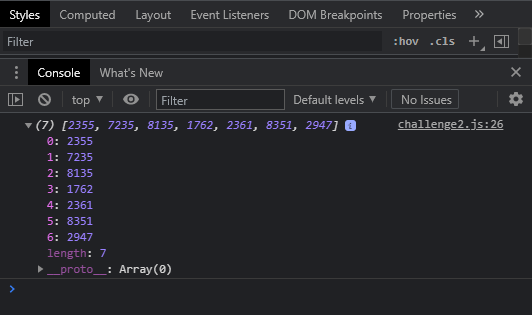 Styles Computed Layout Event Listeners DOM Breakpoints Properties »
Filter :hov .cls +
Console What's New
top Filter Default levels No Issues
(7) [2355, 7235, 8135, 1762, 2361, 8351, 2947] i challenge2.js:26
0: 2355
1: 7235
2: 8135
3: 1762
4: 2361
5: 8351
6: 2947
length: 7
__proto__: Array(0)